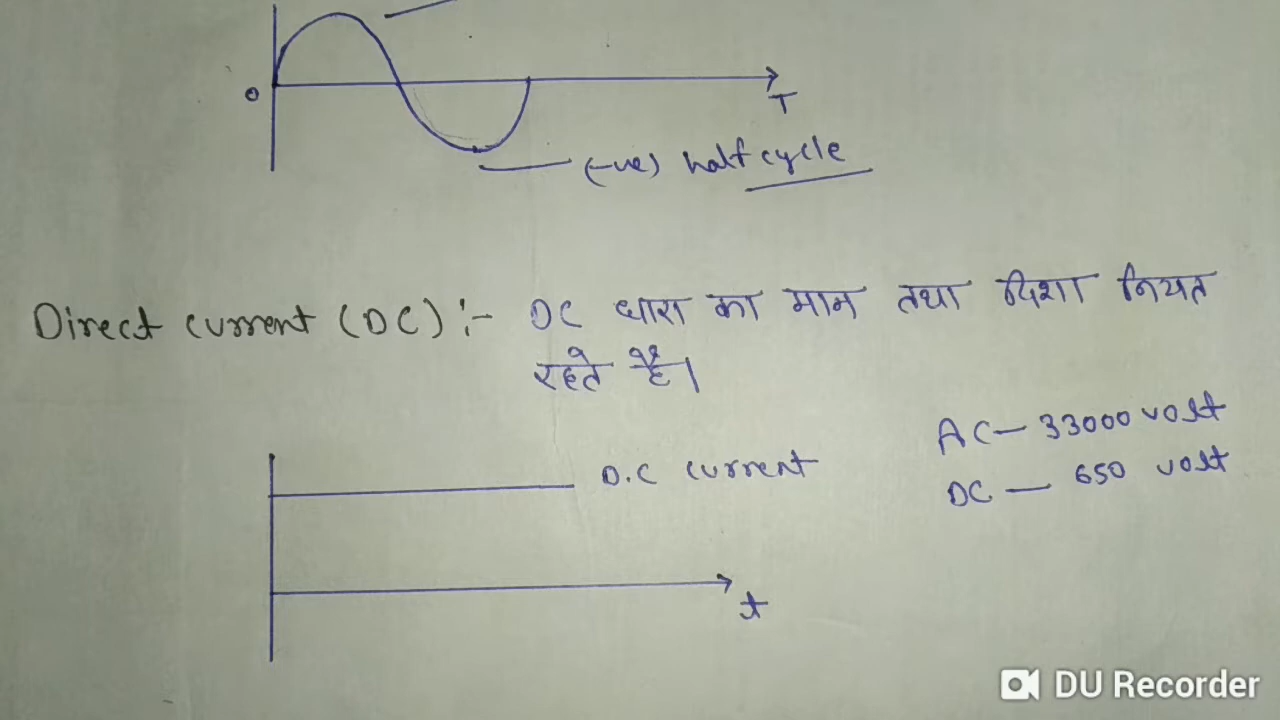 0
T
(-ve) half cycle
Direct current (DC) :- DC धारा का मान तथा दिशा नियत
रहते है।
AC - 33000 volt
D.C current
DC - 650 volt
t
DU Recorder